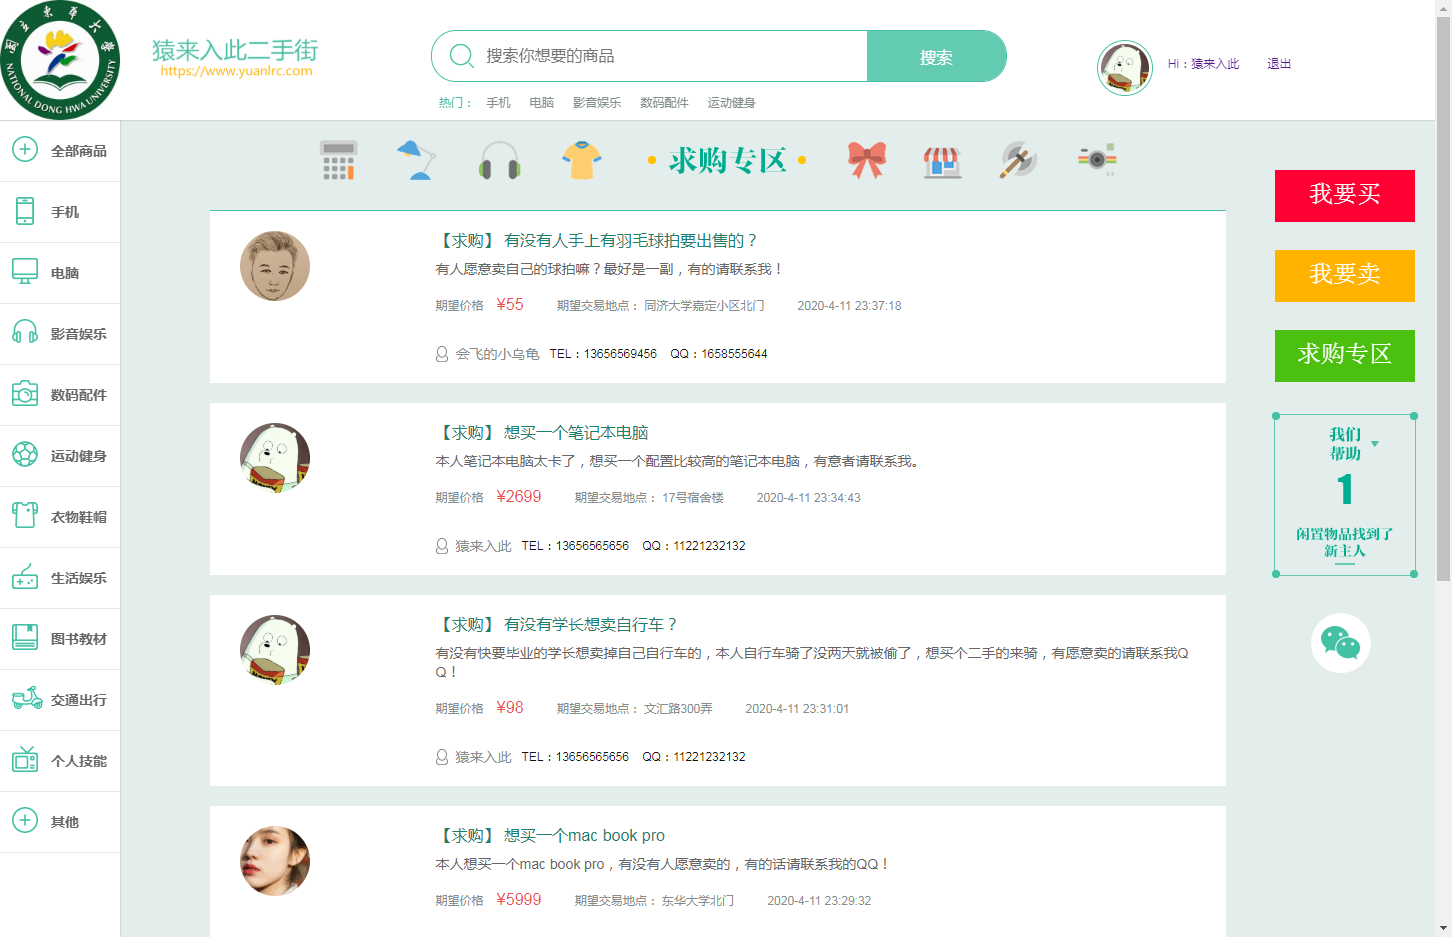 國立東華大學
NATIONAL DONG HWA UNIVERSITY
猿来入此二手街
https://www.yuanlrc.com
搜索你想要的商品
搜索
热门： 手机 电脑 影音娱乐 数码配件 运动健身
Hi：猿来入此 退出
全部商品
手机
电脑
影音娱乐
数码配件
运动健身
衣物鞋帽
生活娱乐
图书教材
交通出行
个人技能
其他
求购专区
【求购】 有没有人手上有羽毛球拍要出售的？
有人愿意卖自己的球拍嘛？最好是一副，有的请联系我！
期望价格 ¥55 期望交易地点： 同济大学嘉定小区北门 2020-4-11 23:37:18
会飞的小乌龟 TEL：13656569456 QQ：1658555644
【求购】 想买一个笔记本电脑
本人笔记本电脑太卡了，想买一个配置比较高的笔记本电脑，有意者请联系我。
期望价格 ¥2699 期望交易地点： 17号宿舍楼 2020-4-11 23:34:43
猿来入此 TEL：13656565656 QQ：11221232132
【求购】 有没有学长想卖自行车？
有没有快要毕业的学长想卖掉自己自行车的，本人自行车骑了没两天就被偷了，想买个二手的来骑，有愿意卖的请联系我Q
Q！
期望价格 ¥98 期望交易地点： 文汇路300弄 2020-4-11 23:31:01
猿来入此 TEL：13656565656 QQ：11221232132
【求购】 想买一个mac book pro
本人想买一个mac book pro，有没有人愿意卖的，有的话请联系我的QQ！
期望价格 ¥5999 期望交易地点： 东华大学北门 2020-4-11 23:29:32
我要买
我要卖
求购专区
我们
帮助
1
闲置物品找到了
新主人